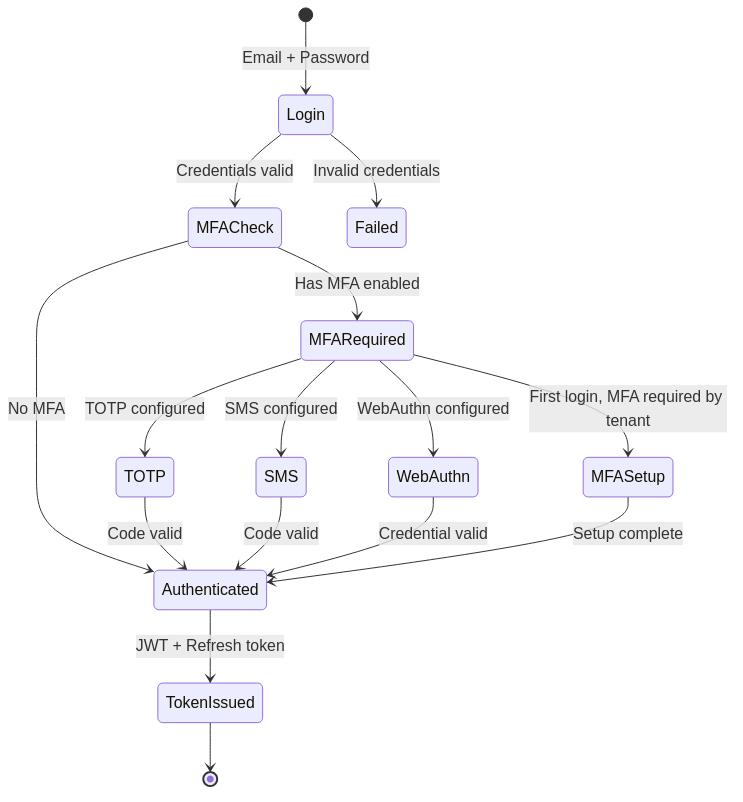 Email + Password
Login
Credentials valid
Invalid credentials
MFACheck
Failed
Has MFA enabled
MFARequired
No MFA
TOTP configured
SMS configured
WebAuthn configured
First login, MFA required by
tenant
TOTP
SMS
WebAuthn
MFASetup
Code valid
Code valid
Credential valid
Setup complete
Authenticated
JWT + Refresh token
TokenIssued